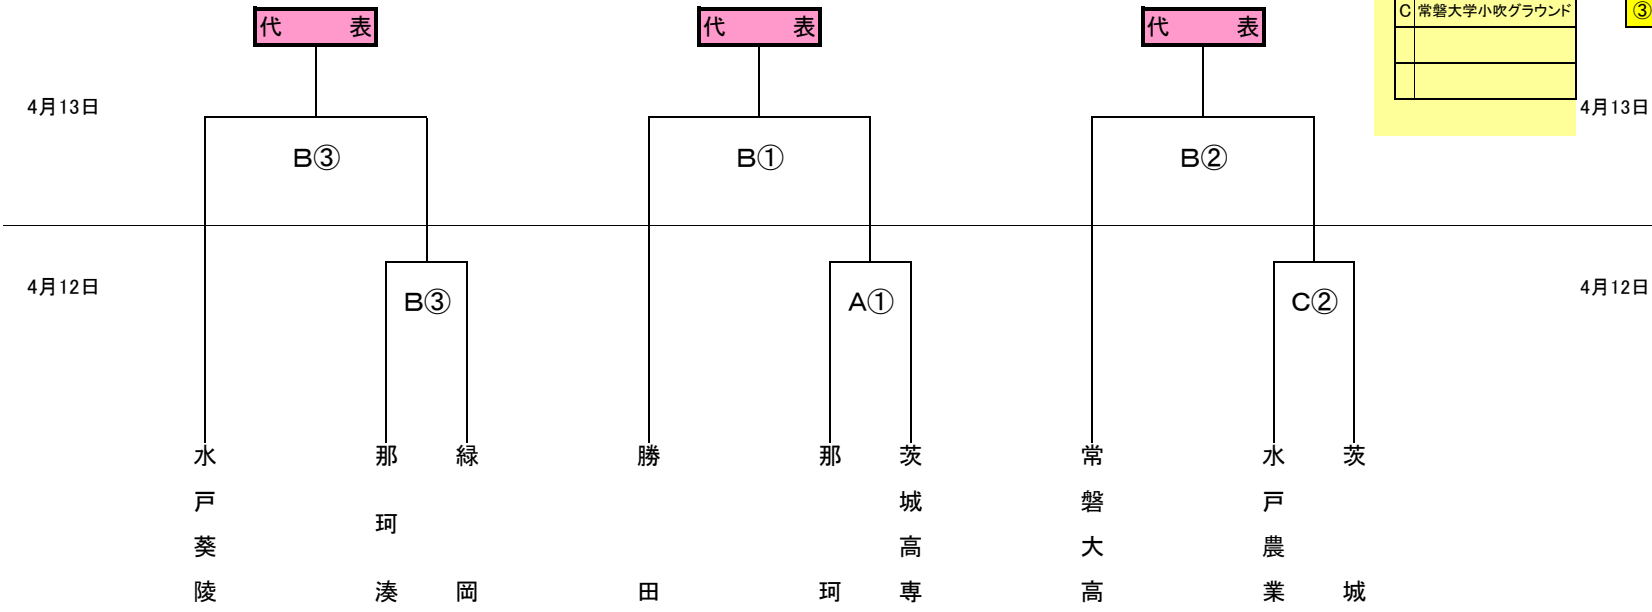 代 表
代 表
代 表
C 常磐大学小吹グラウンド
③
4月13日
4月13日
B③
B①
B②
4月12日
4月12日
B③
A①
C②
水戸葵陵
那珂湊
緑岡
勝田
那珂
茨城高専
常磐大高
水戸農業
茨城